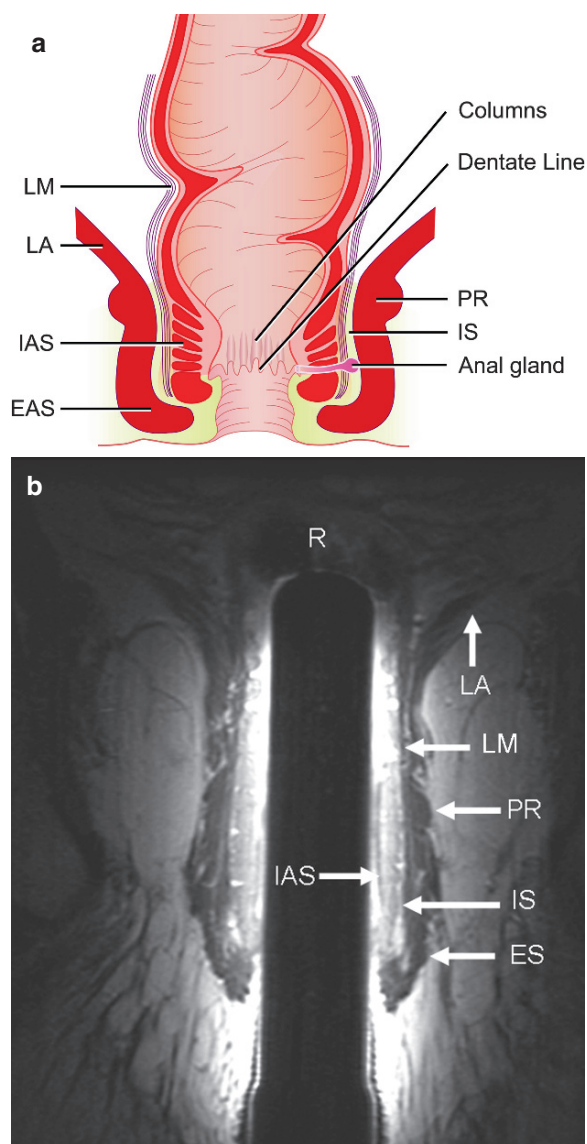 a
Columns
Dentate Line
LM
LA
PR
IAS
IS
Anal gland
EAS
b
R
LA
LM
PR
IAS
IS
ES